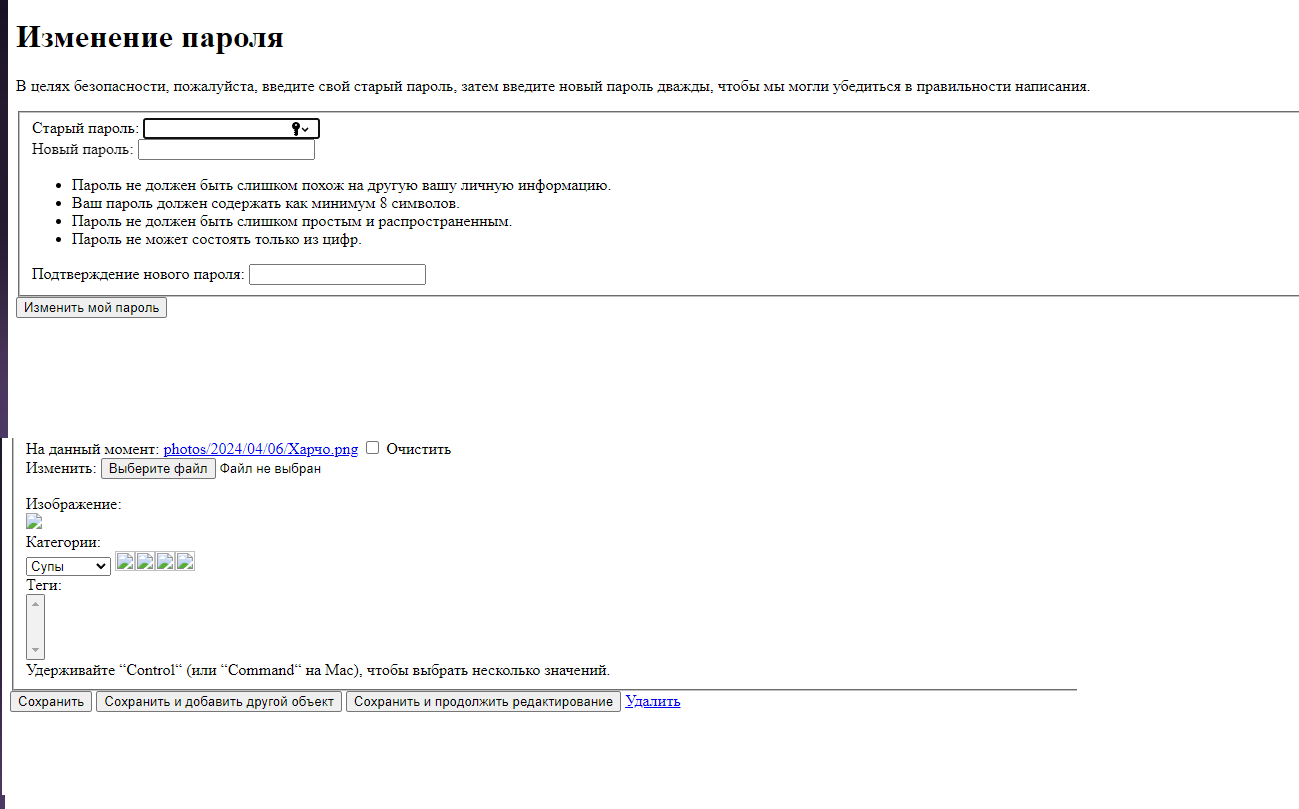 Изменение пароля
В целях безопасности, пожалуйста, введите свой старый пароль, затем введите новый пароль дважды, чтобы мы могли убедиться в правильности написания.
Старый пароль:
Новый пароль:
Пароль не должен быть слишком похож на другую вашу личную информацию.
Ваш пароль должен содержать как минимум 8 символов.
Пароль не должен быть слишком простым и распространенным.
Пароль не может состоять только из цифр.
Подтверждение нового пароля:
Изменить мой пароль
На данный момент: photos/2024/04/06/Харчо.png Очистить
Изменить: Выберите файл Файл не выбран
Изображение:
Категории:
Супы
Теги:
Удерживайте “Control“ (или “Command“ на Mac), чтобы выбрать несколько значений.
Сохранить Сохранить и добавить другой объект Сохранить и продолжить редактирование Удалить